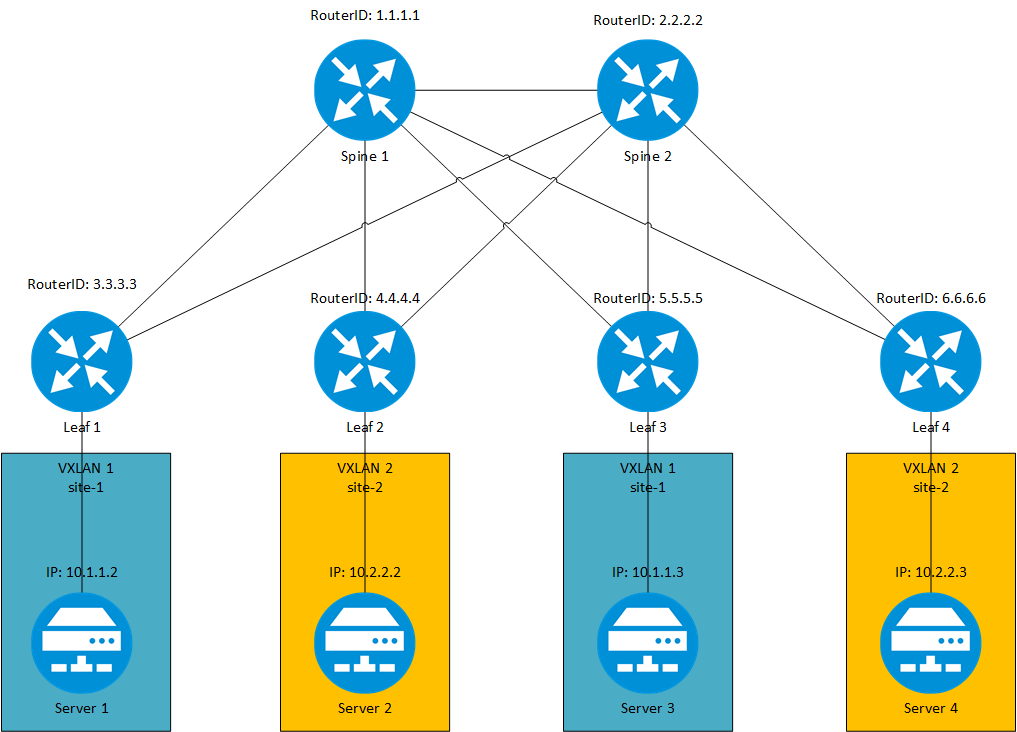 RouterID: 1.1.1.1
RouterID: 2.2.2.2
Spine 1
Spine 2
RouterID: 3.3.3.3
RouterID: 4.4.4.4
RouterID: 5.5.5.5
RouterID: 6.6.6.6
Leaf 1
Leaf 2
Leaf 3
Leaf 4
VXLAN 1
site-1
VXLAN 2
site-2
VXLAN 1
site-1
VXLAN 2
site-2
IP: 10.1.1.2
IP: 10.2.2.2
IP: 10.1.1.3
IP: 10.2.2.3
Server 1
Server 2
Server 3
Server 4